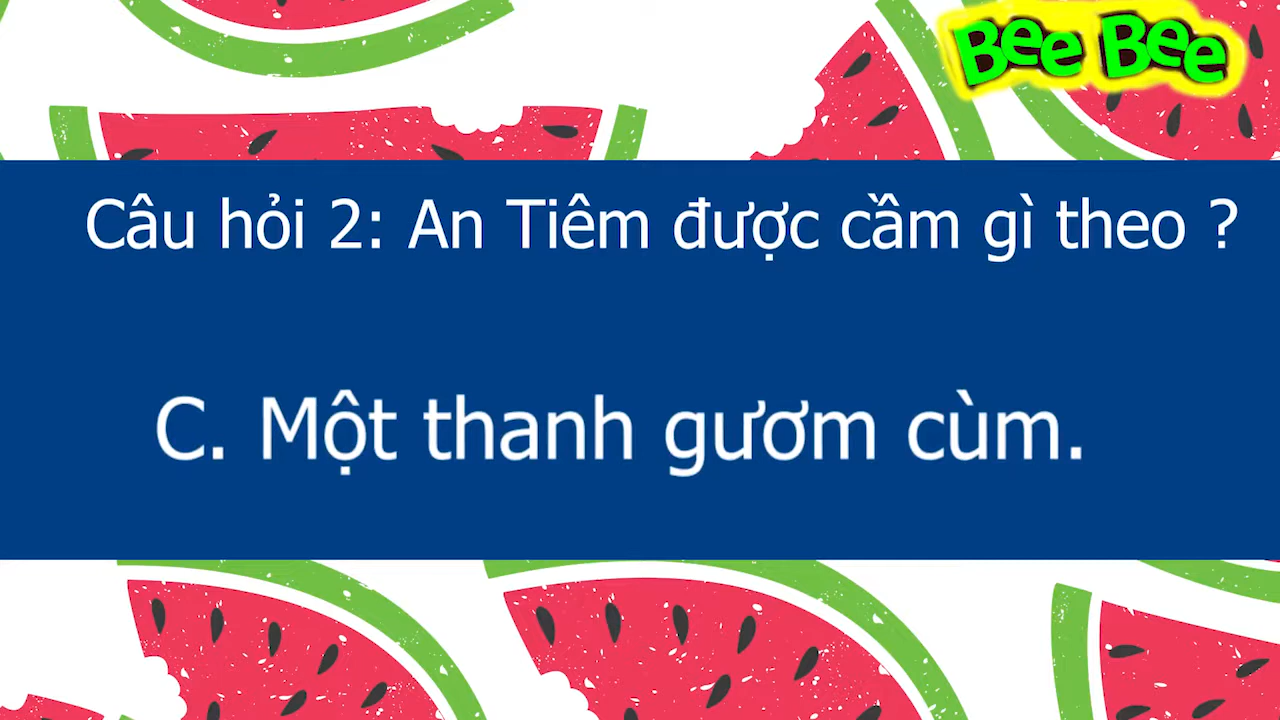 Bee Bee
Câu hỏi 2: An Tiêm được cầm gì theo ?
C. Một thanh gươm cùm.